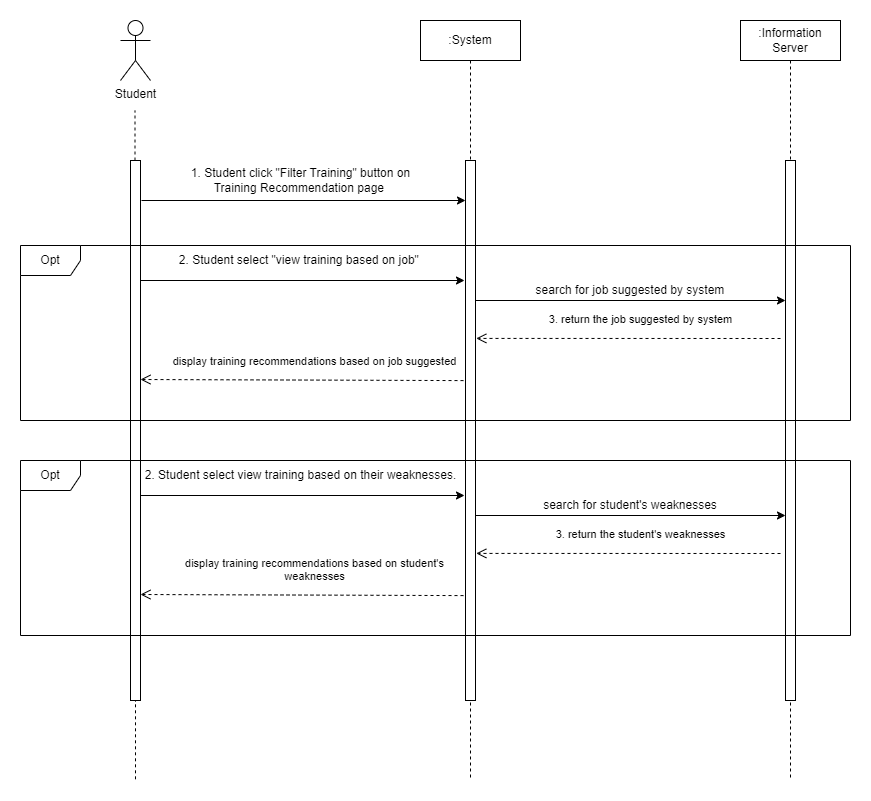 :System
:Information
Server
Student
1. Student click "Filter Training" button on
Training Recommendation page
Opt
2. Student select "view training based on job"
search for job suggested by system
3. return the job suggested by system
display training recommendations based on job suggested
Opt
2. Student select view training based on their weaknesses.
search for student's weaknesses
3. return the student's weaknesses
display training recommendations based on student's
weaknesses